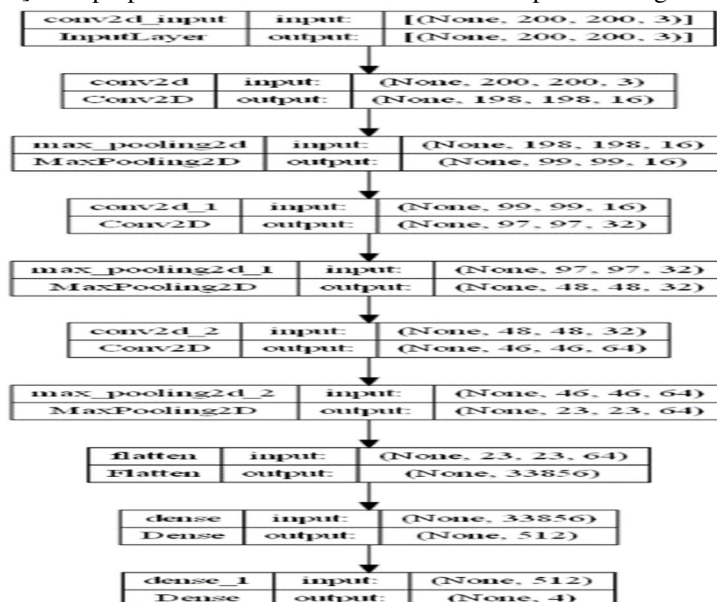 conv2d_input input: [(None, 200, 200, 3)]
InputLayer output: [(None, 200, 200, 3)]
conv2d input: (None, 200, 200, 3)
Conv2D output: (None, 198, 198, 16)
max_pooling2d input: (None, 198, 198, 16)
MaxPooling2D output: (None, 99, 99, 16)
conv2d_1 input: (None, 99, 99, 16)
Conv2D output: (None, 97, 97, 32)
max_pooling2d_1 input: (None, 97, 97, 32)
MaxPooling2D output: (None, 48, 48, 32)
conv2d_2 input: (None, 48, 48, 32)
Conv2D output: (None, 46, 46, 64)
max_pooling2d_2 input: (None, 46, 46, 64)
MaxPooling2D output: (None, 23, 23, 64)
flatten input: (None, 23, 23, 64)
Flatten output: (None, 33856)
dense input: (None, 33856)
Dense output: (None, 512)
dense_1 input: (None, 512)
Dense output: (None, 4)